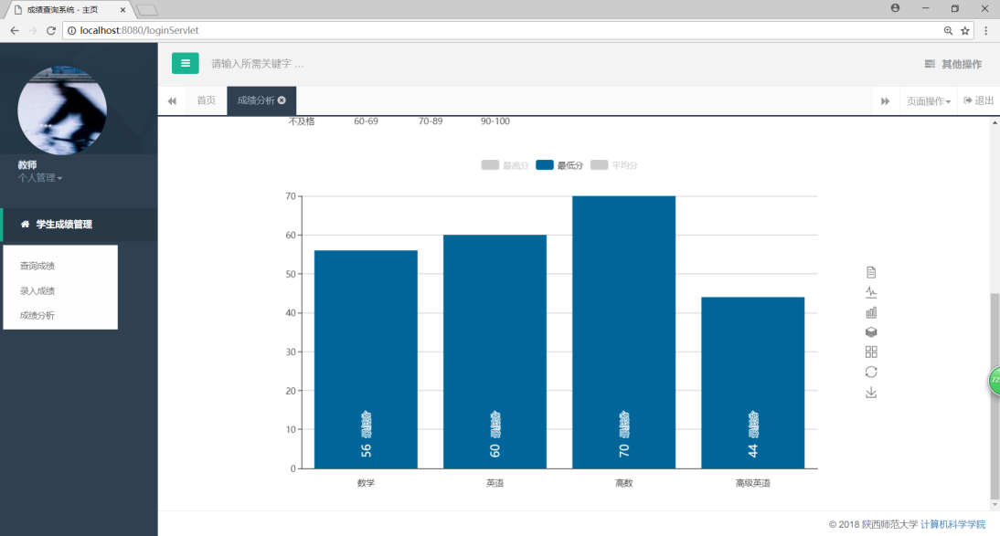 成绩查询系统 - 主页
localhost:8080/loginServlet
请输入所需关键字 …
其他操作
首页
成绩分析
页面操作
退出
教师
个人管理
学生成绩管理
查询成绩
录入成绩
成绩分析
不及格 60-69 70-89 90-100
最高分 最低分 平均分
70
60
50
40
30
20
10
0
56
60
70
44
数学 英语 高数 高级英语
72
© 2018 陕西师范大学 计算机科学学院